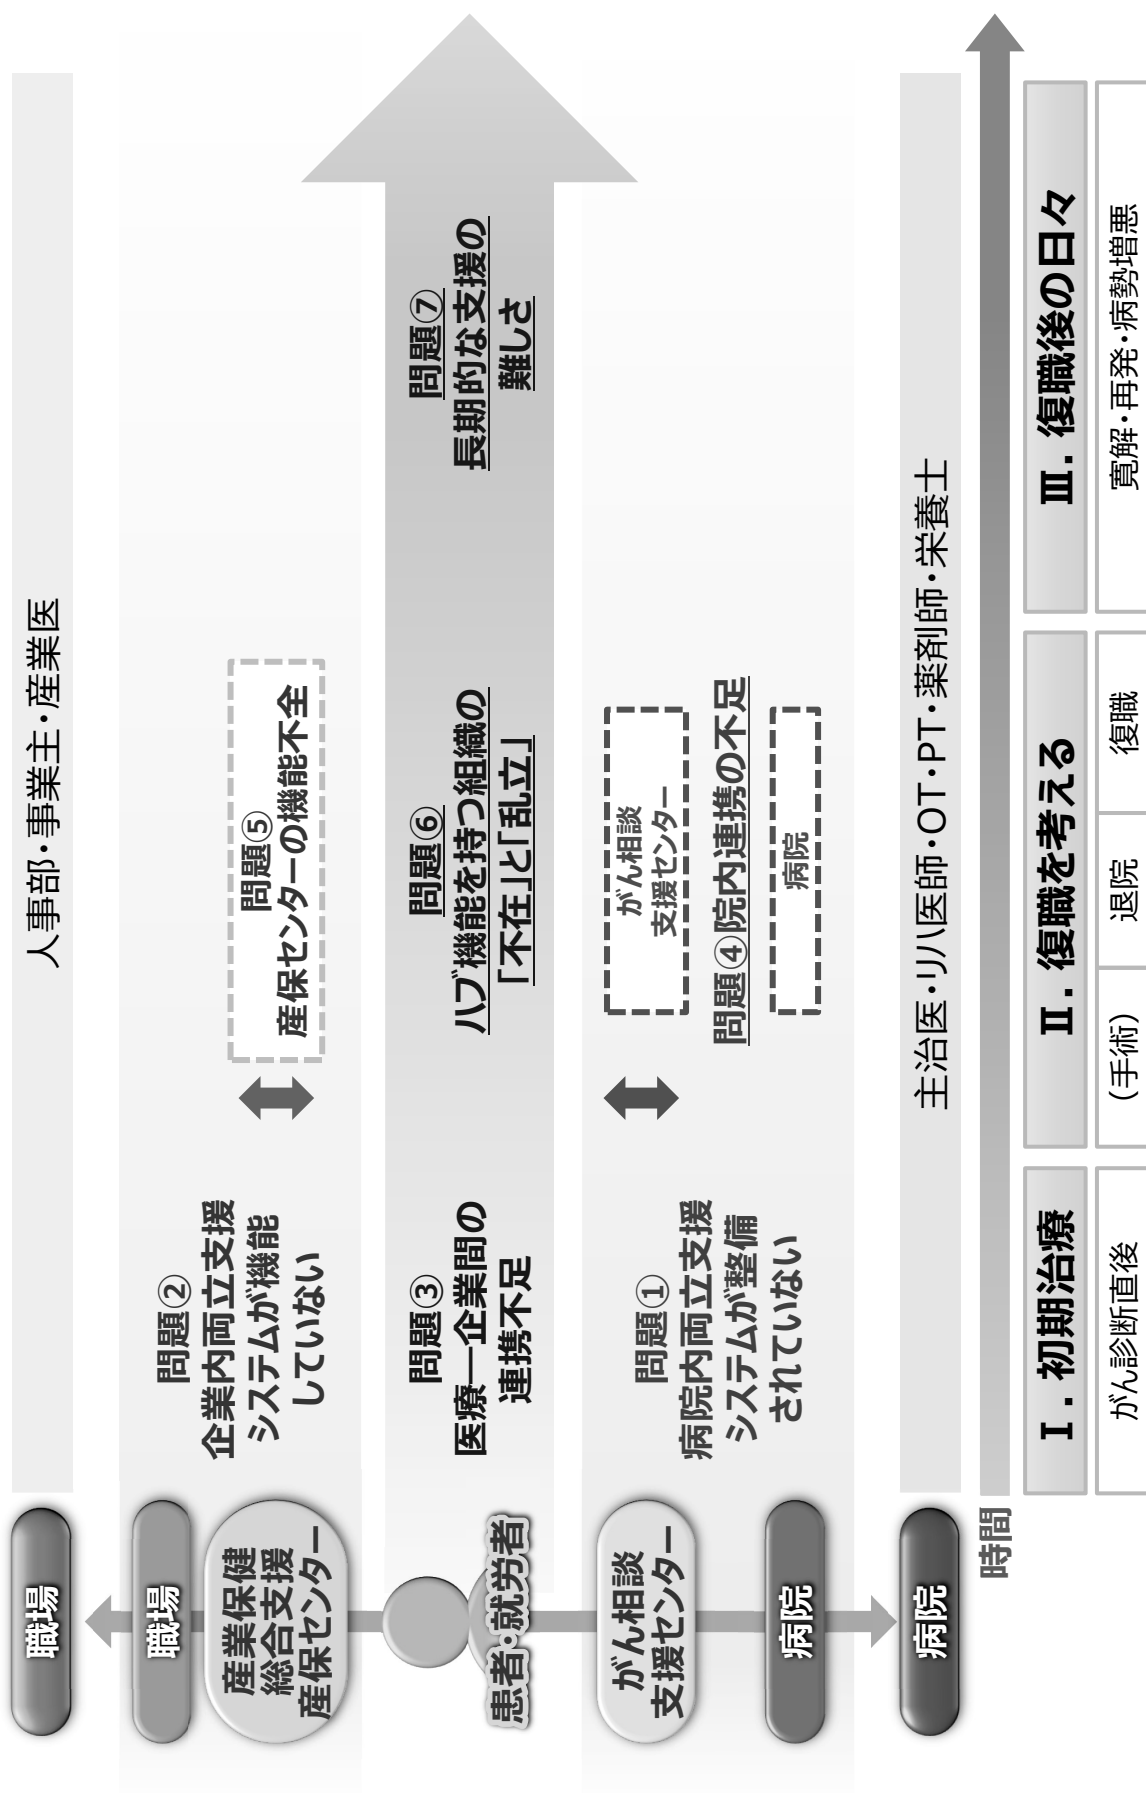 職場
人事部・事業主・産業医
職場
産業保健
総合支援
産保センター
問題②
企業内両立支援
システムが機能
していない
問題⑤
産保センターの機能不全
患者・就労者
問題③
医療―企業間の
連携不足
問題⑥
ハブ機能を持つ組織の
「不在」と「乱立」
問題⑦
長期的な支援の
難しさ
がん相談
支援センター
病院
問題①
病院内両立支援
システムが整備
されていない
がん相談
支援センター
問題④院内連携の不足
病院
病院
主治医・リハ医師・OT・PT・薬剤師・栄養士
時間
Ⅰ. 初期治療
Ⅱ. 復職を考える
Ⅲ. 復職後の日々
がん診断直後
(手術)
退院
復職
寛解・再発・病勢増悪